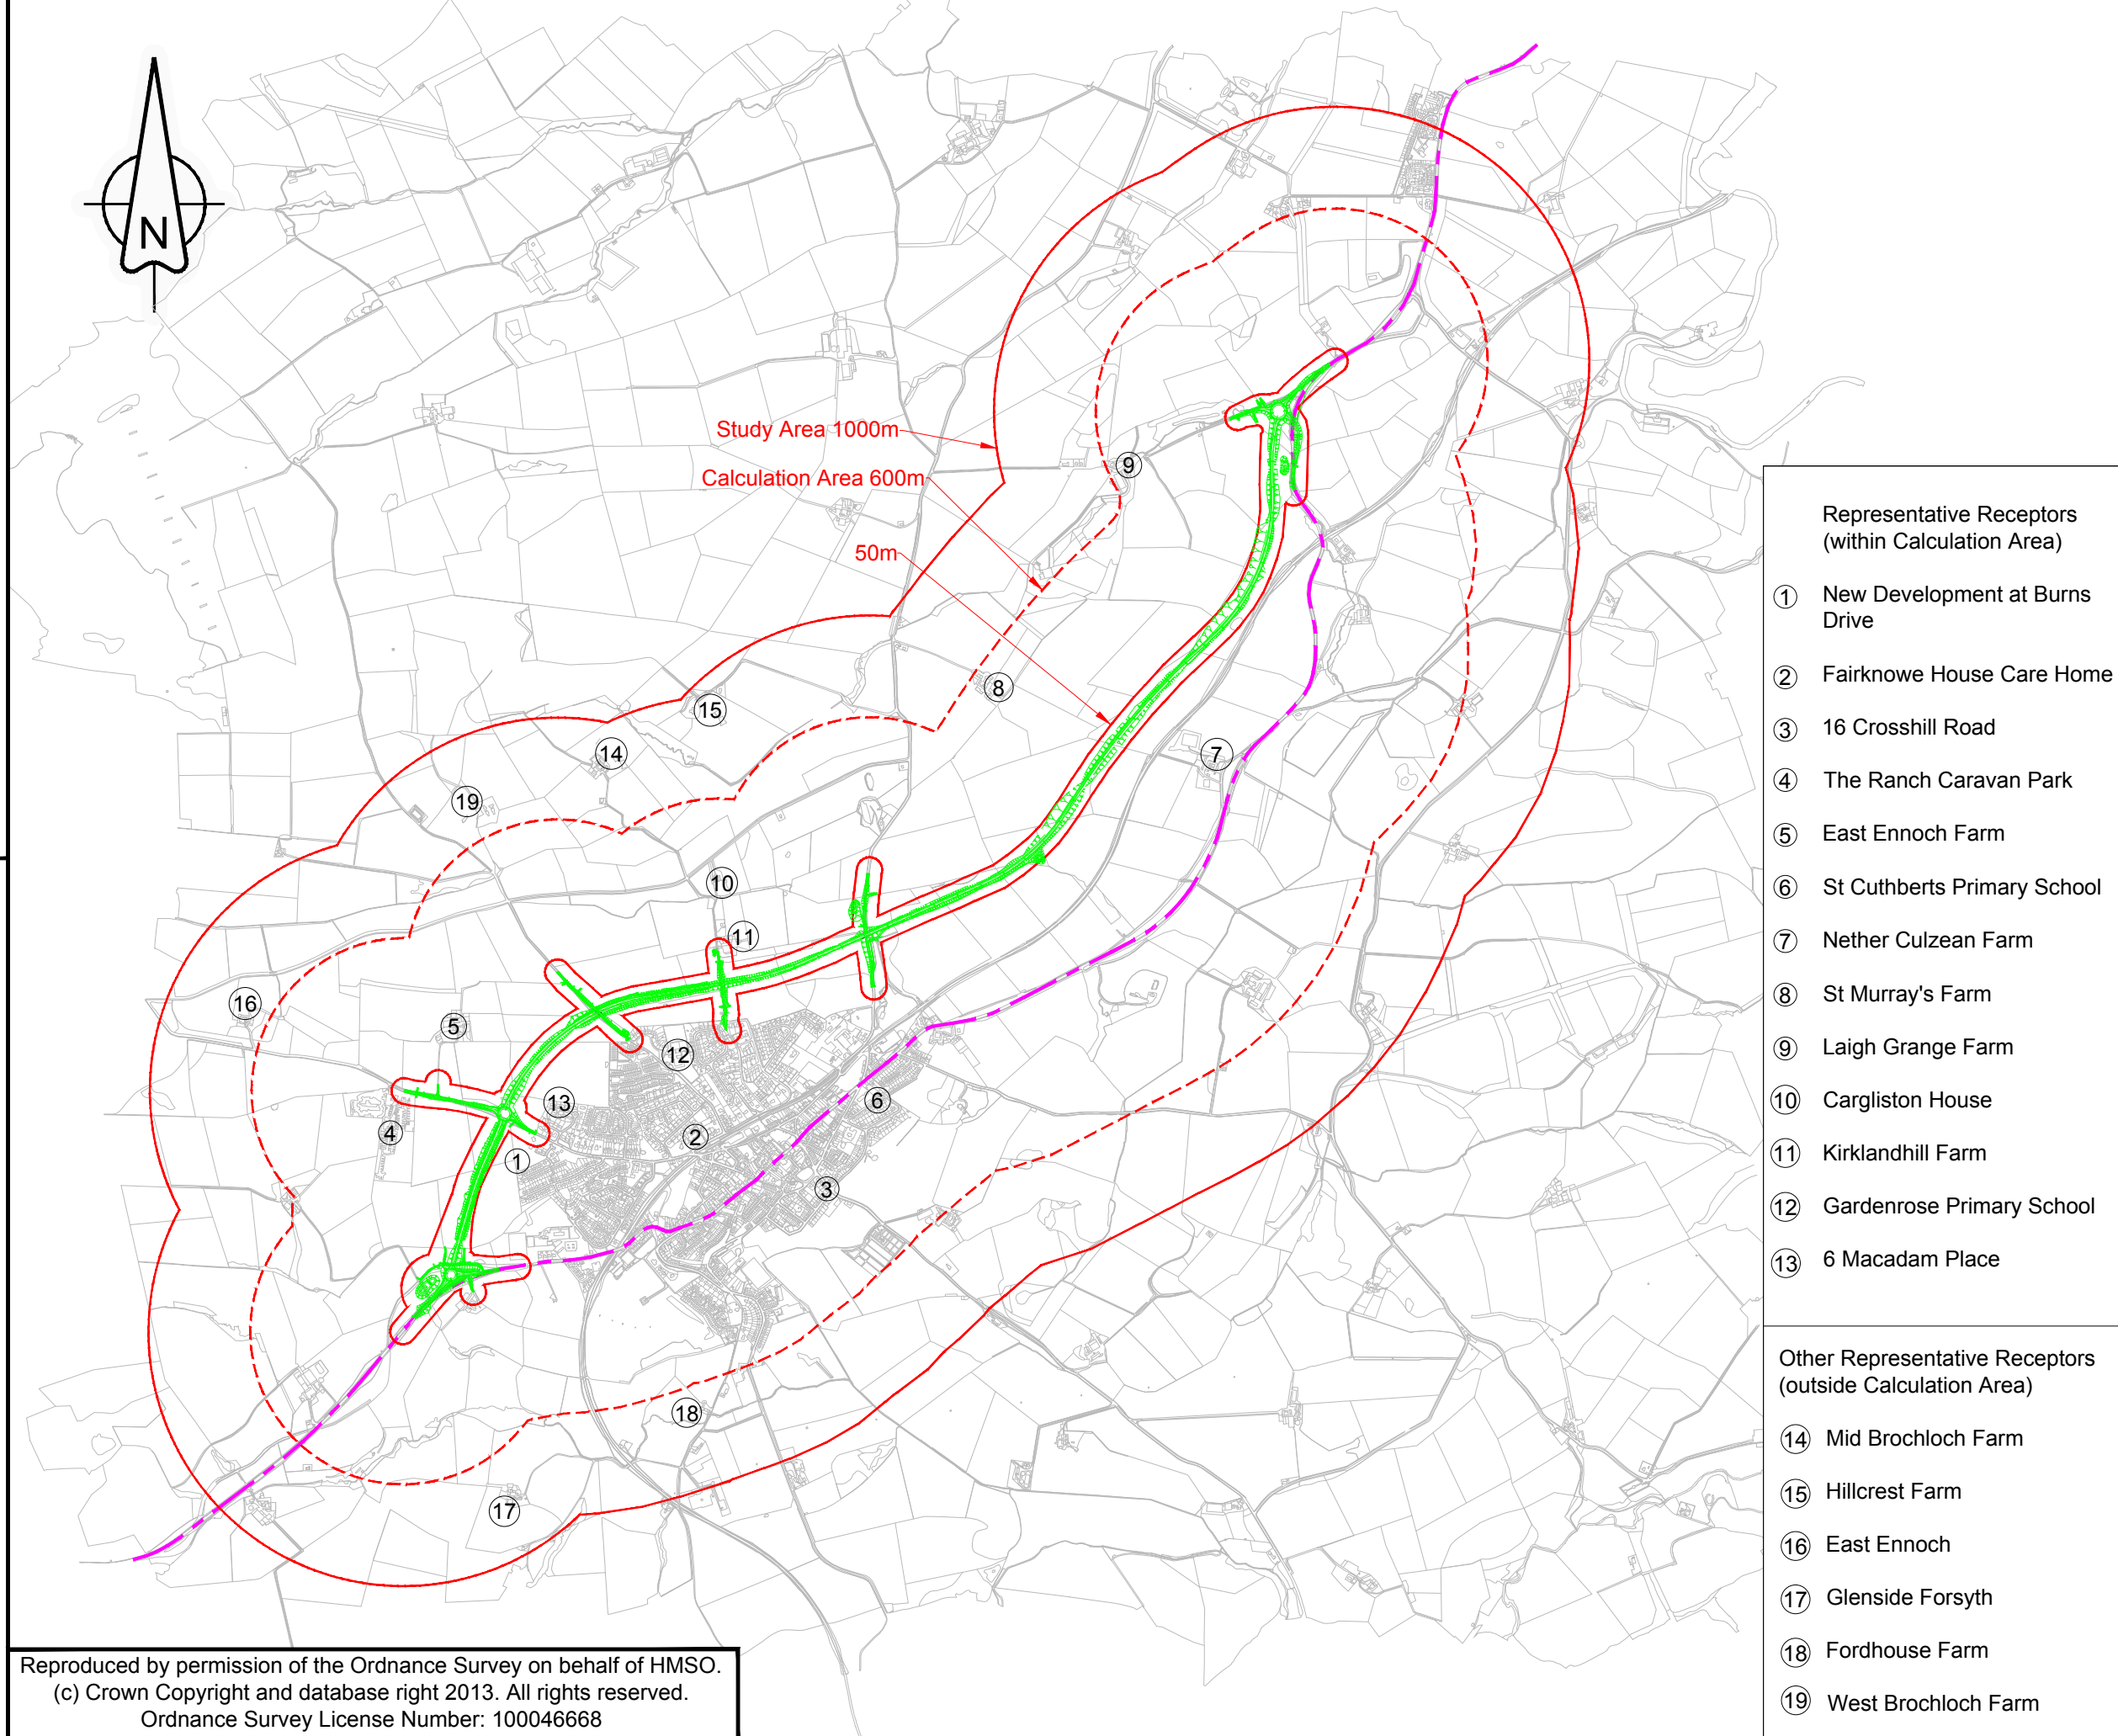 N
Study Area 1000m
Calculation Area 600m
50m
9
8
15
14
7
19
10
11
16
5
12
13
6
4
2
1
3
18
17
Representative Receptors
(within Calculation Area)
1 New Development at Burns
Drive
2 Fairknowe House Care Home
3 16 Crosshill Road
4 The Ranch Caravan Park
5 East Ennoch Farm
6 St Cuthberts Primary School
7 Nether Culzean Farm
8 St Murray's Farm
9 Laigh Grange Farm
10 Cargliston House
11 Kirklandhill Farm
12 Gardenrose Primary School
13 6 Macadam Place
Other Representative Receptors
(outside Calculation Area)
14 Mid Brochloch Farm
15 Hillcrest Farm
16 East Ennoch
17 Glenside Forsyth
18 Fordhouse Farm
19 West Brochloch Farm
Reproduced by permission of the Ordnance Survey on behalf of HMSO.
(c) Crown Copyright and database right 2013. All rights reserved.
Ordnance Survey License Number: 100046668